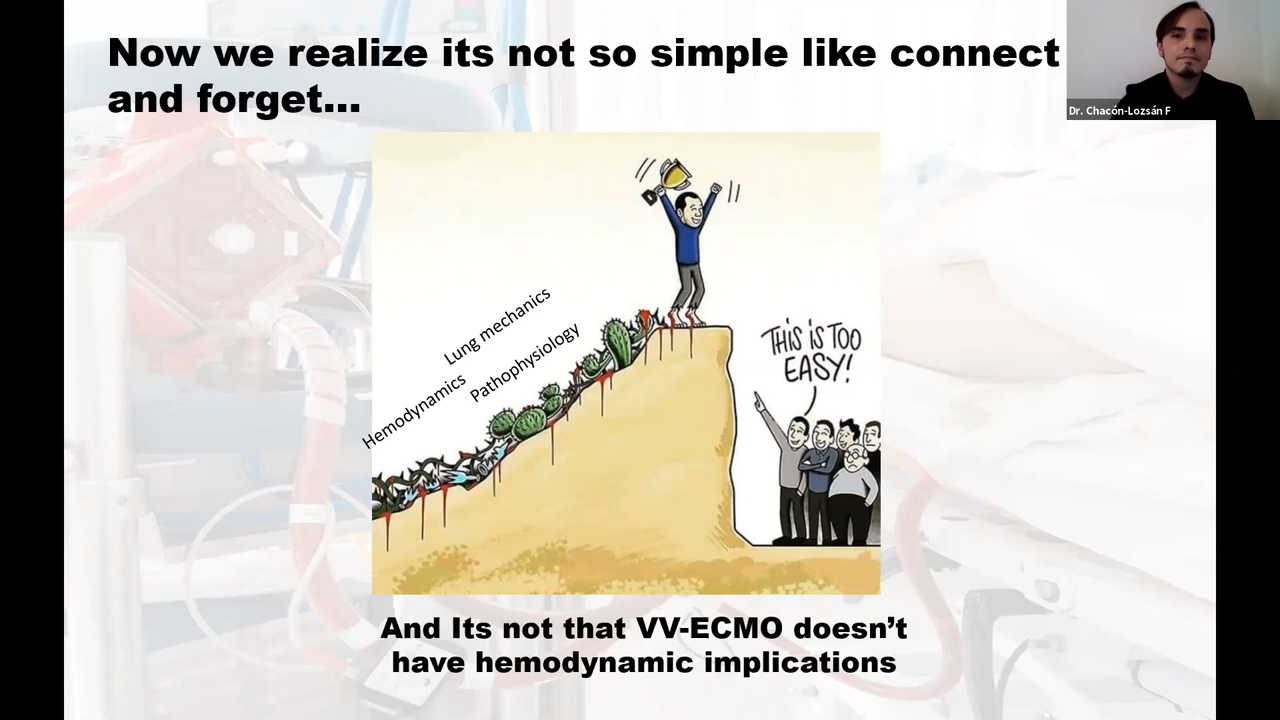 Now we realize its not so simple like connect
and forget...
Dr. Chacón-Lozsán F
Lung mechanics
Pathophysiology
Hemodynamics
THIS IS TOO
EASY!
And Its not that VV-ECMO doesn’t
have hemodynamic implications